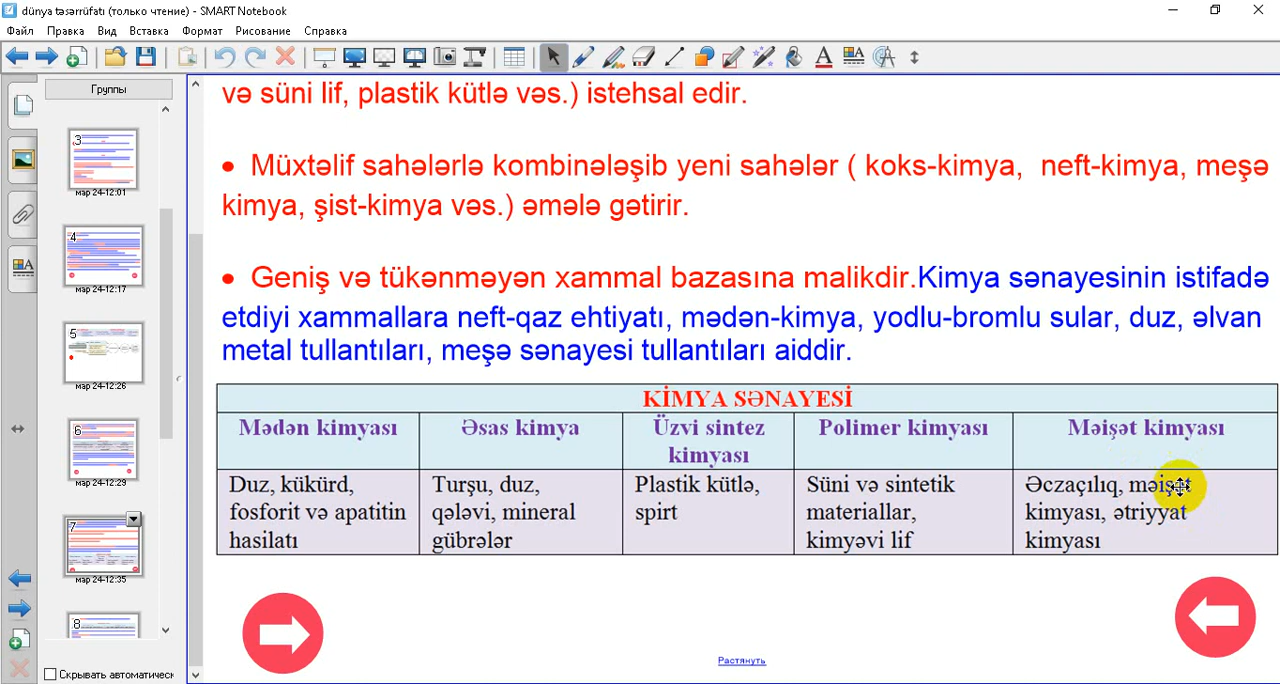 dünya təsərrüfatı (только чтение) - SMART Notebook
Файл Правка Вид Вставка Формат Рисование Справка
Группы
3
мар 24-12:01
4
мар 24-12:17
5
мар 24-12:26
6
мар 24-12:29
7
мар 24-12:35
8
Скрывать автоматическ
və süni lif, plastik kütlə vəs.) istehsal edir.
• Müxtəlif sahələrlə kombinələşib yeni sahələr ( koks-kimya, neft-kimya, meşə
kimya, şist-kimya vəs.) əmələ gətirir.
• Geniş və tükənməyən xammal bazasına malikdir.Kimya sənayesinin istifadə
etdiyi xammallara neft-qaz ehtiyatı, mədən-kimya, yodlu-bromlu sular, duz, əlvan
metal tullantıları, meşə sənayesi tullantıları aiddir.
KİMYA SƏNAYESİ
Mədən kimyası
Əsas kimya
Üzvi sintez
kimyası
Polimer kimyası
Məişət kimyası
Duz, kükürd,
fosforit və apatitin
hasilatı
Turşu, duz,
qələvi, mineral
gübrələr
Plastik kütlə,
spirt
Süni və sintetik
materiallar,
kimyəvi lif
Əczaçılıq, məişət
kimyası, ətriyyat
kimyası
Растянуть